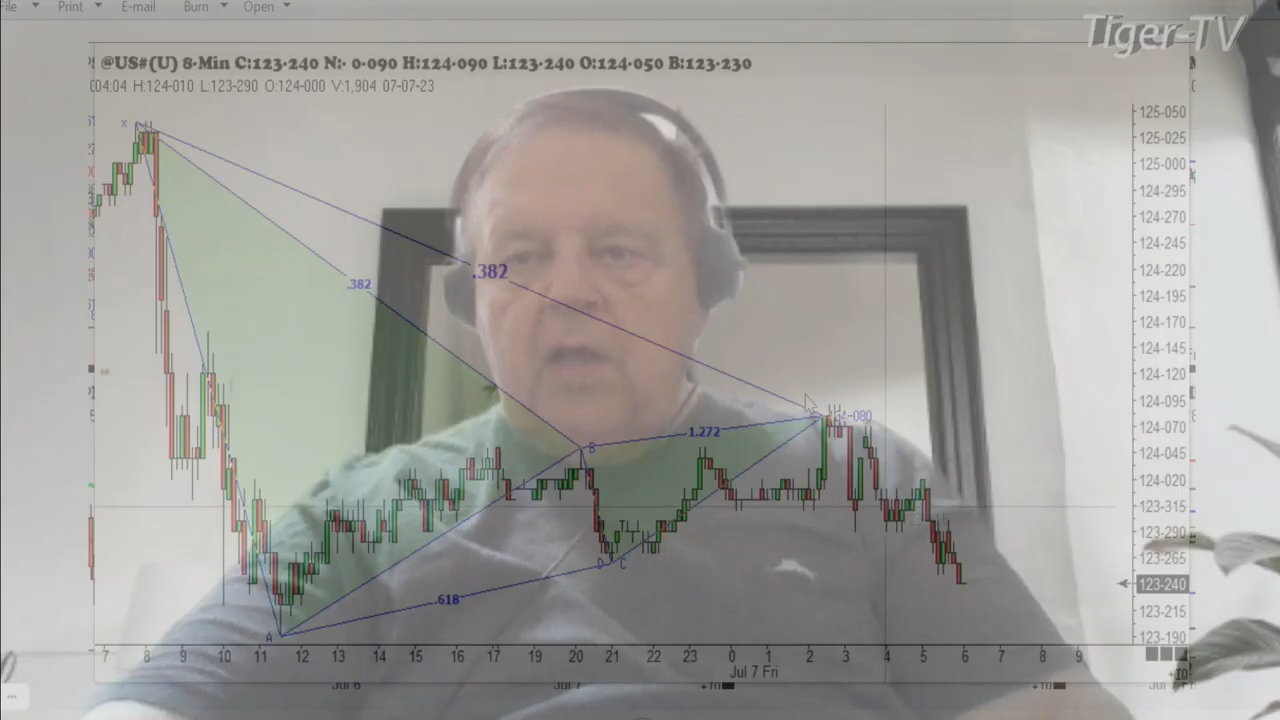 File Print E-mail Burn Open
Tiger-TV
@US#(U) 8-Min C:123-240 N:- 0-090 H:124-090 L:123-240 O:124-050 B:123-230
004:04 H:124-010 L:123-290 O:124-000 V:1,904 07-07-23
125-050
125-025
125-000
124-295
124-270
124-245
124-220
124-195
124-170
124-145
124-120
124-095
124-070
124-045
124-020
123-315
123-290
123-265
123-240
123-215
123-190
X
.382
.382
1.272
B
D C
.618
A
7 8 9 10 11 12 13 14 15 16 17 19 20 21 22 23 0 1 2 3 4 5 6 7 8 9
Jul 7 Fri
Jul 6 Jul 7